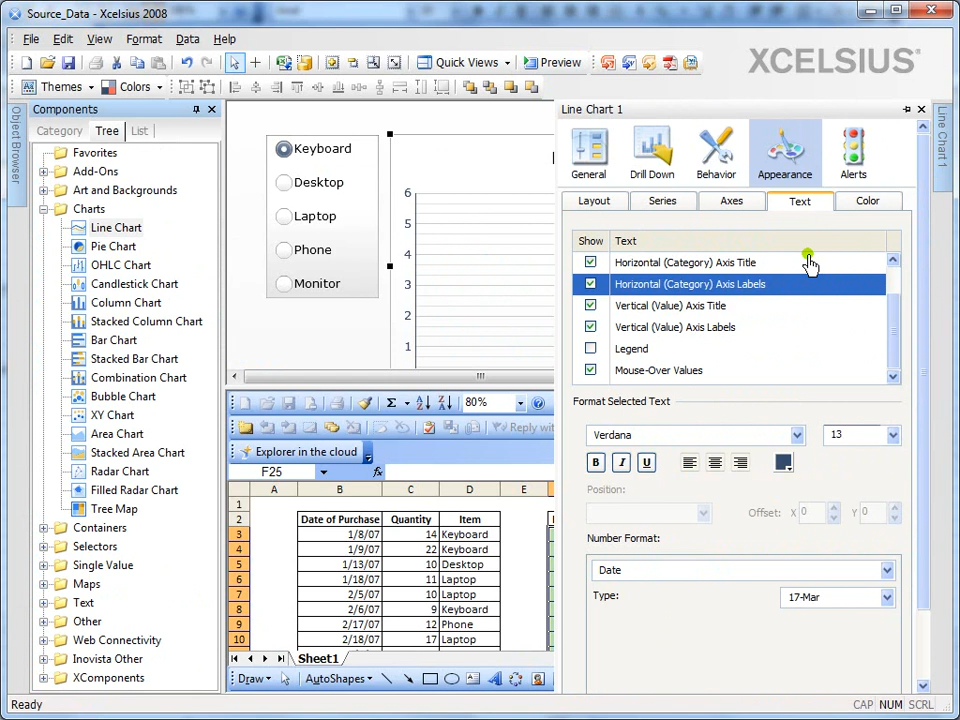 Source_Data - Xcelsius 2008
File Edit View Format Data Help
Quick Views Preview
XCELSIUS®
Themes Colors
Components
Line Chart 1
Object Browser
Line Chart 1
Category Tree List
Favorites
Add-Ons
Art and Backgrounds
Charts
Line Chart
Pie Chart
OHLC Chart
Candlestick Chart
Column Chart
Stacked Column Chart
Bar Chart
Stacked Bar Chart
Combination Chart
Bubble Chart
XY Chart
Area Chart
Stacked Area Chart
Radar Chart
Filled Radar Chart
Tree Map
Containers
Selectors
Single Value
Maps
Text
Other
Web Connectivity
Inovista Other
XComponents
Keyboard
Desktop
Laptop
Phone
Monitor
6
5
4
3
2
1
General Drill Down Behavior Appearance Alerts
Layout Series Axes Text Color
Show Text
Horizontal (Category) Axis Title
Horizontal (Category) Axis Labels
Vertical (Value) Axis Title
Vertical (Value) Axis Labels
Legend
Mouse-Over Values
Format Selected Text
Verdana 13
B I U
Position:
Offset: X 0 Y 0
Number Format:
Date
Type: 17-Mar
Σ 80%
Reply with
Explorer in the cloud
F25 fx
A B C D E
1
2 Date of Purchase Quantity Item
3 1/8/07 14 Keyboard
4 1/9/07 22 Keyboard
5 1/13/07 10 Desktop
6 1/18/07 11 Laptop
7 2/5/07 10 Laptop
8 2/6/07 9 Keyboard
9 2/17/07 12 Phone
10 2/18/07 17 Laptop
Sheet1
Draw AutoShapes
Ready CAP NUM SCRL